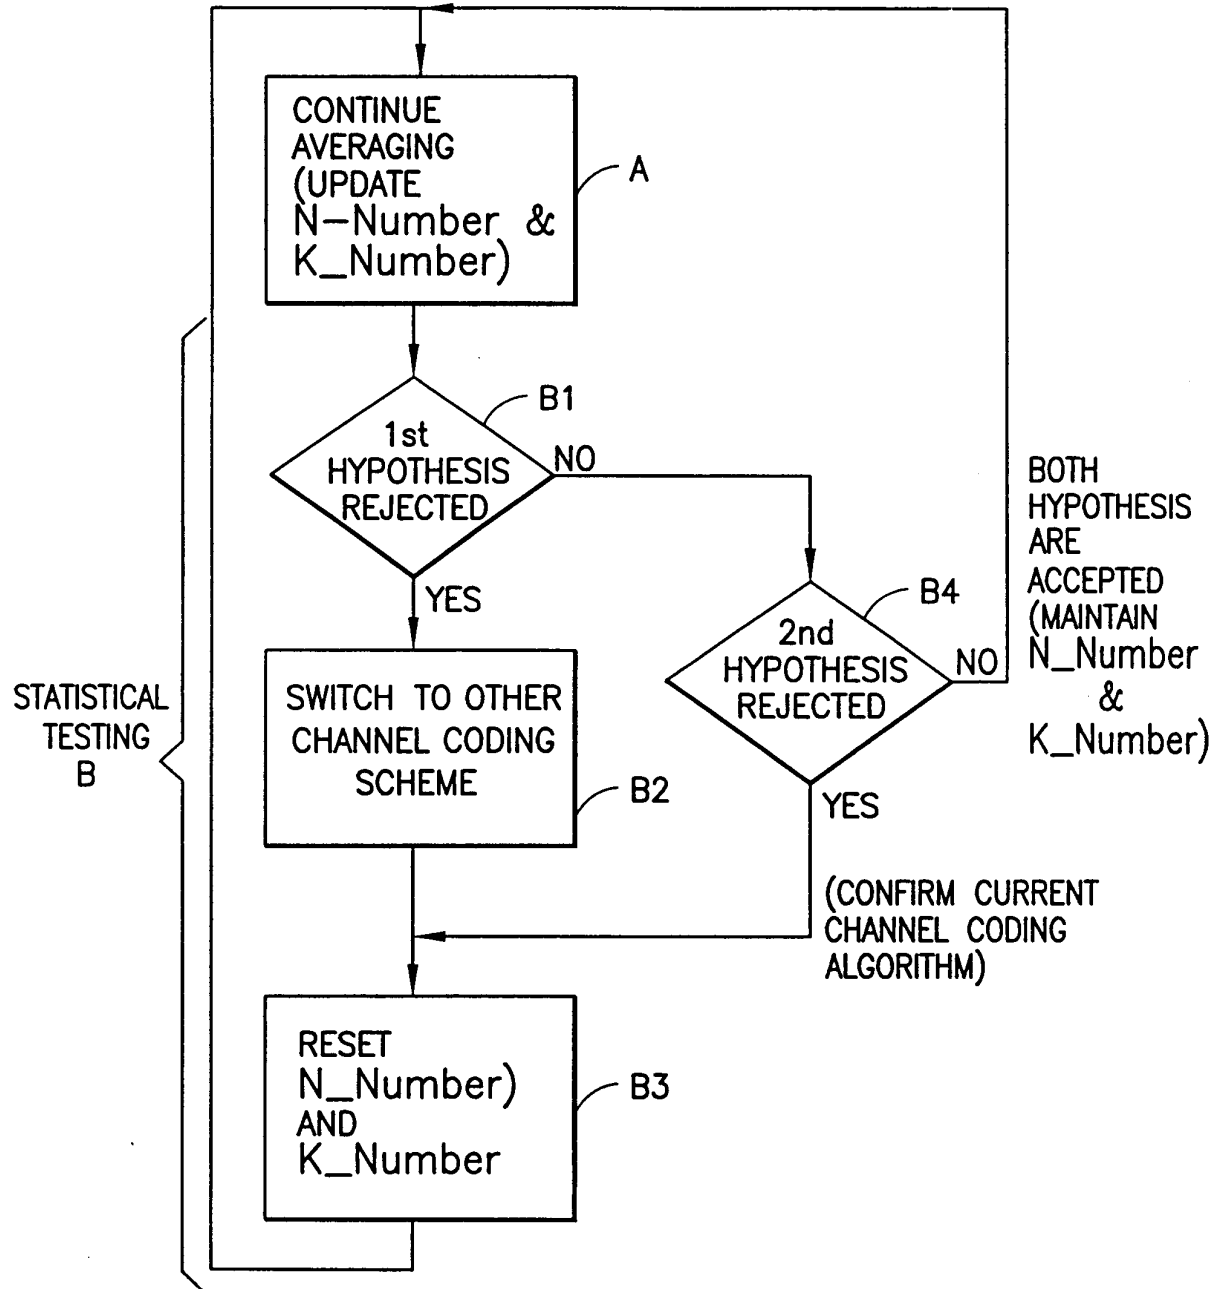 CONTINUE
AVERAGING
(UPDATE
N-Number &
K_Number)
A
B1
1st
HYPOTHESIS
REJECTED
NO
YES
B4
2nd
HYPOTHESIS
REJECTED
NO
BOTH
HYPOTHESIS
ARE
ACCEPTED
(MAINTAIN
N_Number
&
K_Number)
STATISTICAL
TESTING
B
SWITCH TO OTHER
CHANNEL CODING
SCHEME
B2
YES
(CONFIRM CURRENT
CHANNEL CODING
ALGORITHM)
RESET
N_Number)
AND
K_Number
B3